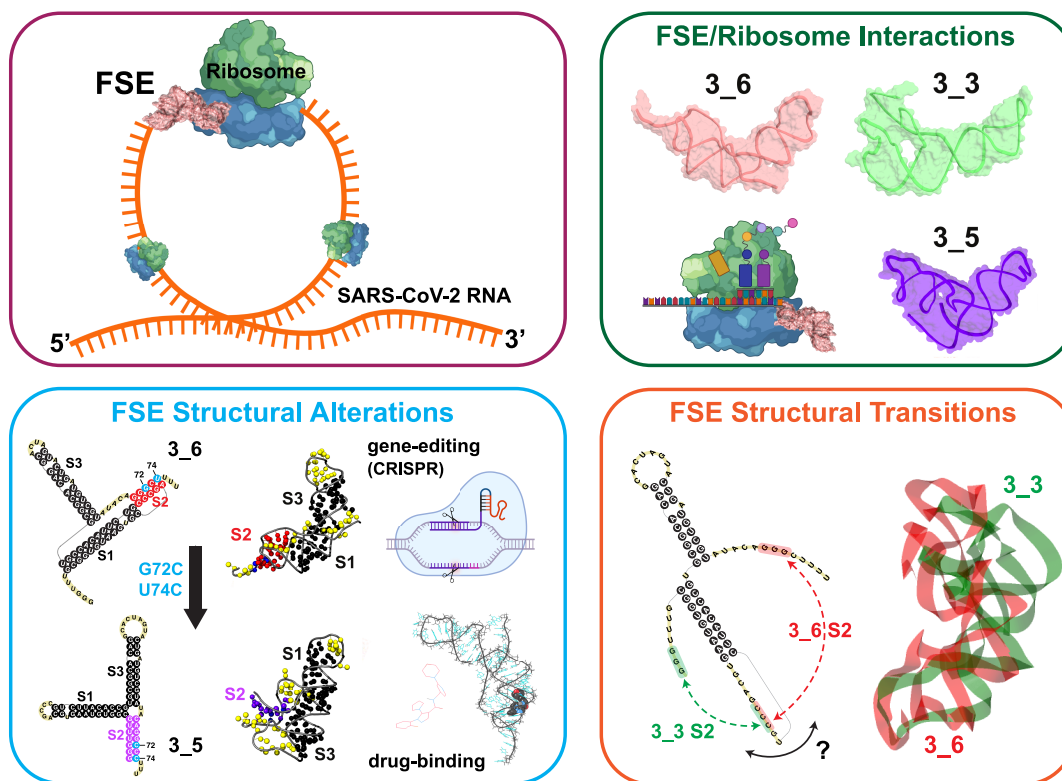 Ribosome
FSE
SARS-CoV-2 RNA
5’
3’
FSE/Ribosome Interactions
3_6
3_3
3_5
FSE Structural Alterations
3_6
74
72
S3
S2
S1
G72C
U74C
S3
S1
S2
72
74
3_5
S3
S2
S1
S1
S2
S3
gene-editing
(CRISPR)
drug-binding
FSE Structural Transitions
3_6 S2
3_3 S2
?
3_3
3_6